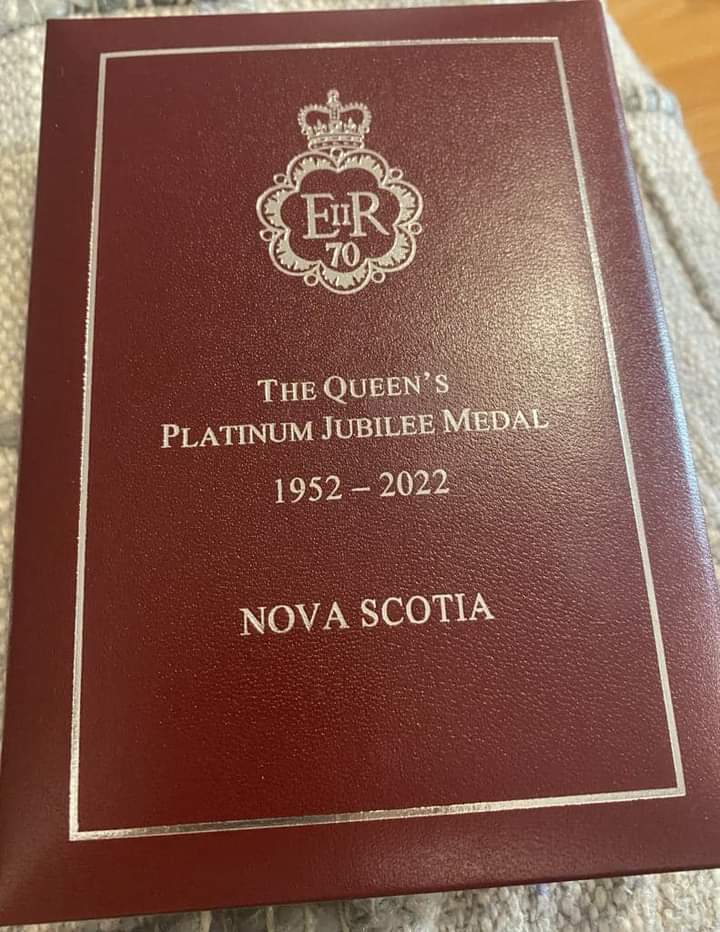 EIIR
70
THE QUEEN'S
PLATINUM JUBILEE MEDAL
1952 – 2022
NOVA SCOTIA